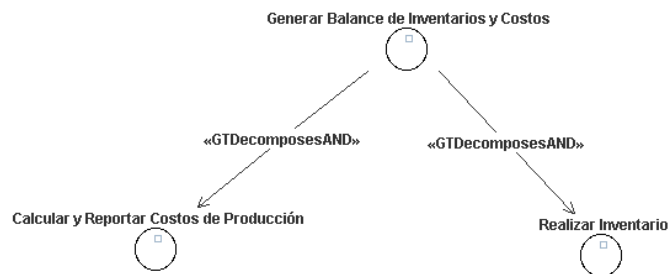 Generar Balance de Inventarios y Costos
«GTDecomposesAND»
«GTDecomposesAND»
Calcular y Reportar Costos de Producción
Realizar Inventario